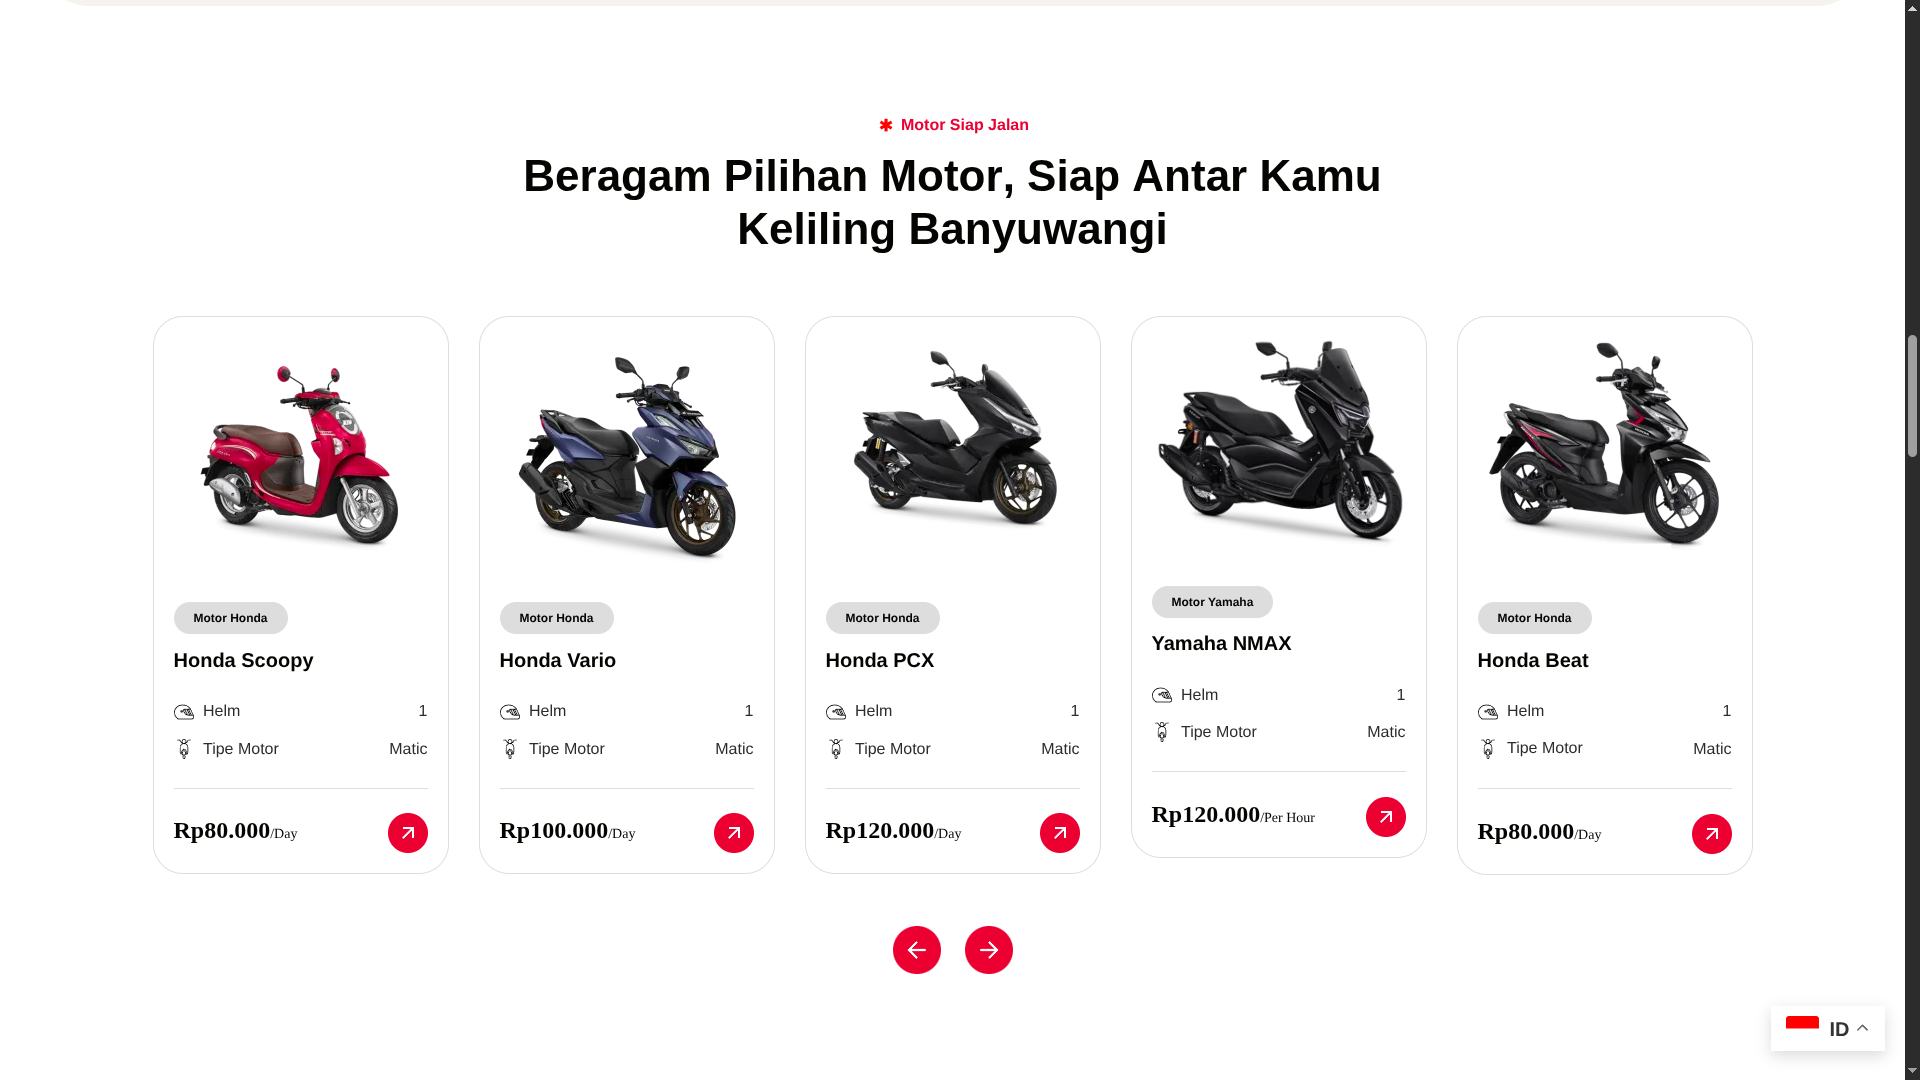 Motor Siap Jalan
Beragam Pilihan Motor, Siap Antar Kamu
Keliling Banyuwangi
Motor Honda
Honda Scoopy
Helm 1
Tipe Motor Matic
Rp80.000/Day
Motor Honda
Honda Vario
Helm 1
Tipe Motor Matic
Rp100.000/Day
Motor Honda
Honda PCX
Helm 1
Tipe Motor Matic
Rp120.000/Day
Motor Yamaha
Yamaha NMAX
Helm 1
Tipe Motor Matic
Rp120.000/Per Hour
Motor Honda
Honda Beat
Helm 1
Tipe Motor Matic
Rp80.000/Day
ID